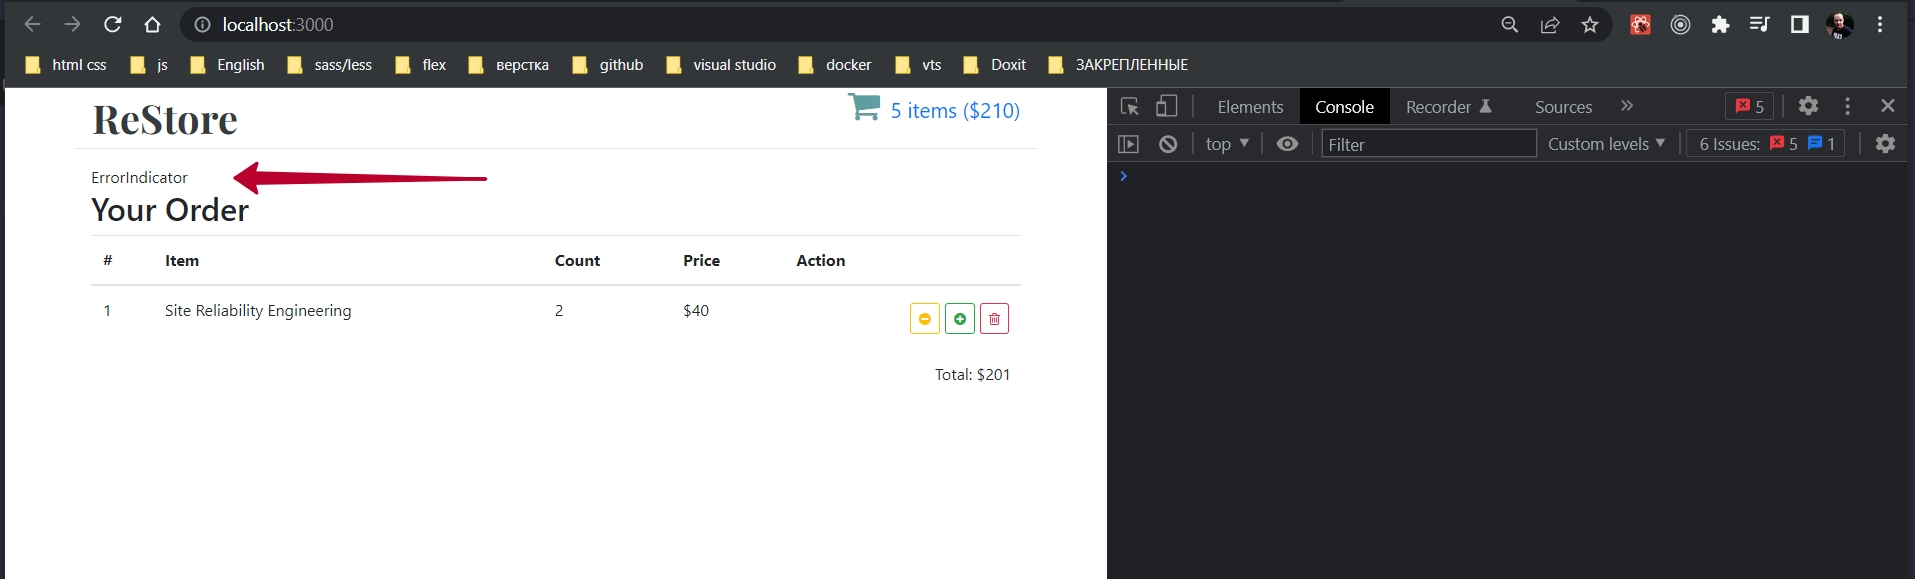 localhost:3000
html css js English sass/less flex верстка github visual studio docker vts Doxit ЗАКРЕПЛЕННЫЕ
ReStore
5 items ($210)
ErrorIndicator
Your Order
# Item Count Price Action
1 Site Reliability Engineering 2 $40
Total: $201
Elements Console Recorder Sources » 5
top Filter Custom levels 6 Issues: 5 1